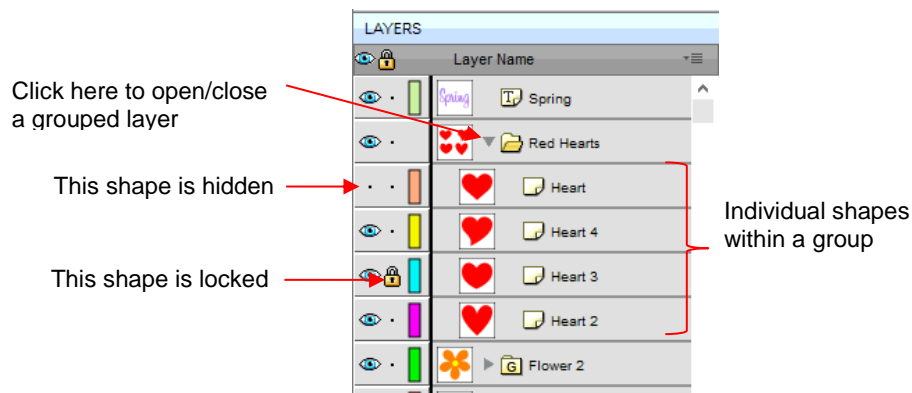 LAYERS
Layer Name
Click here to open/close
a grouped layer
Spring
Spring
Red Hearts
This shape is hidden
Heart
Heart 4
Individual shapes
within a group
This shape is locked
Heart 3
Heart 2
G
Flower 2